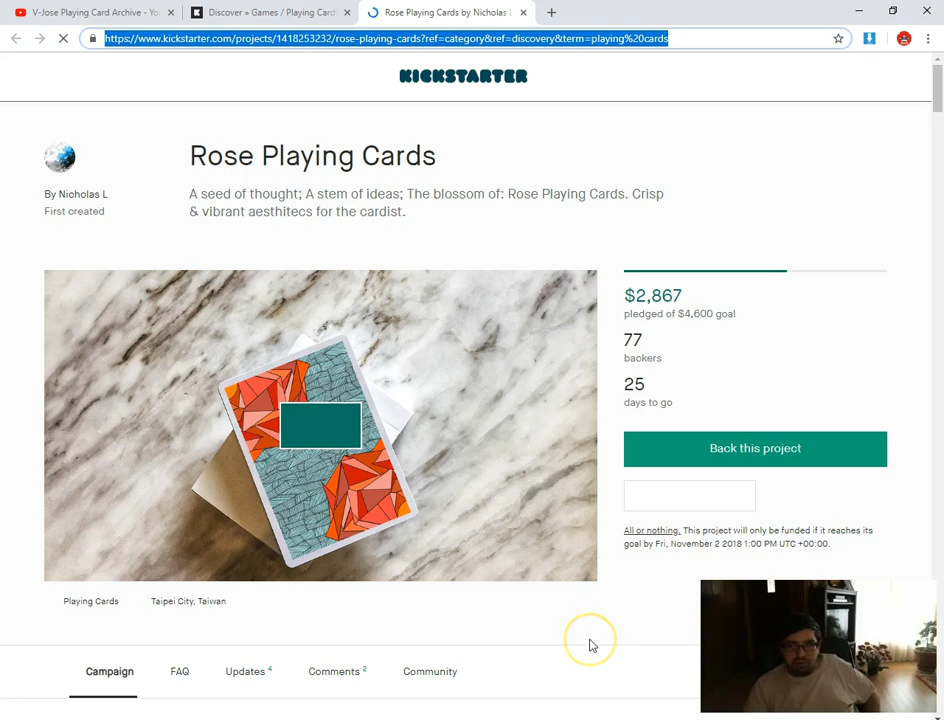 V-Jose Playing Card Archive - Yo
Discover » Games / Playing Card
Rose Playing Cards by Nicholas L
https://www.kickstarter.com/projects/1418253232/rose-playing-cards?ref=category&ref=discovery&term=playing%20cards
KICKSTARTER
Rose Playing Cards
A seed of thought; A stem of ideas; The blossom of: Rose Playing Cards. Crisp
& vibrant aesthitecs for the cardist.
By Nicholas L
First created
$2,867
pledged of $4,600 goal
77
backers
25
days to go
Back this project
All or nothing. This project will only be funded if it reaches its
goal by Fri, November 2 2018 1:00 PM UTC +00:00.
Playing Cards
Taipei City, Taiwan
Campaign
FAQ
Updates 4
Comments 2
Community